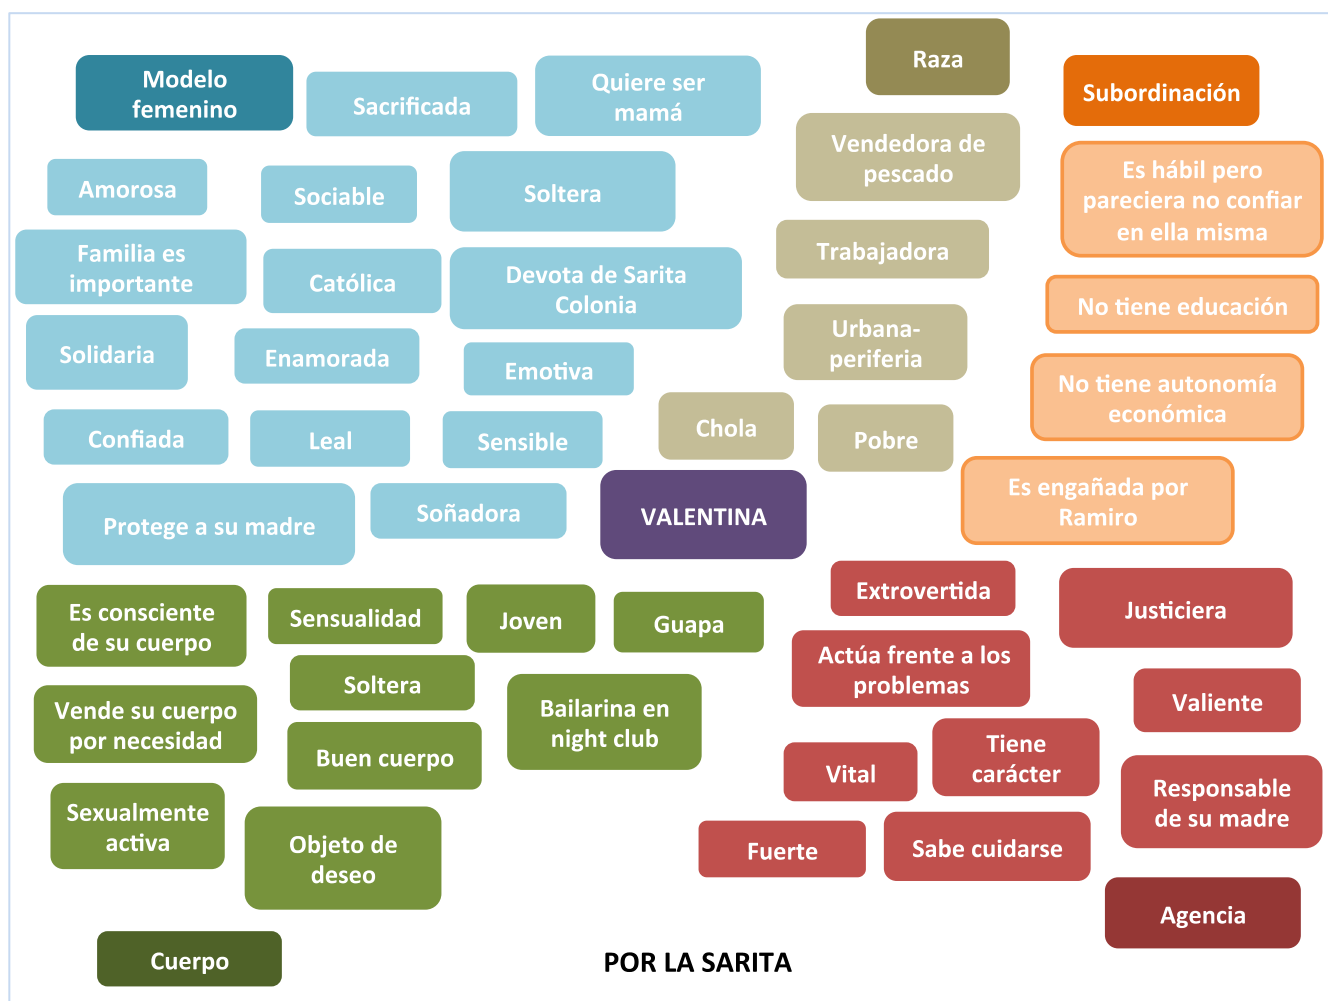 Modelo
femenino
Sacrificada
Quiere ser
mamá
Amorosa
Sociable
Soltera
Familia es
importante
Católica
Devota de Sarita
Colonia
Solidaria
Enamorada
Emotiva
Confiada
Leal
Sensible
Protege a su madre
Soñadora
Raza
Vendedora de
pescado
Trabajadora
Urbana-
periferia
Chola
Pobre
Subordinación
Es hábil pero
pareciera no confiar
en ella misma
No tiene educación
No tiene autonomía
económica
Es engañada por
Ramiro
VALENTINA
Es consciente
de su cuerpo
Sensualidad
Joven
Guapa
Soltera
Vende su cuerpo
por necesidad
Buen cuerpo
Bailarina en
night club
Sexualmente
activa
Objeto de
deseo
Cuerpo
Extrovertida
Justiciera
Actúa frente a los
problemas
Valiente
Tiene
carácter
Vital
Responsable
de su madre
Fuerte
Sabe cuidarse
Agencia
POR LA SARITA